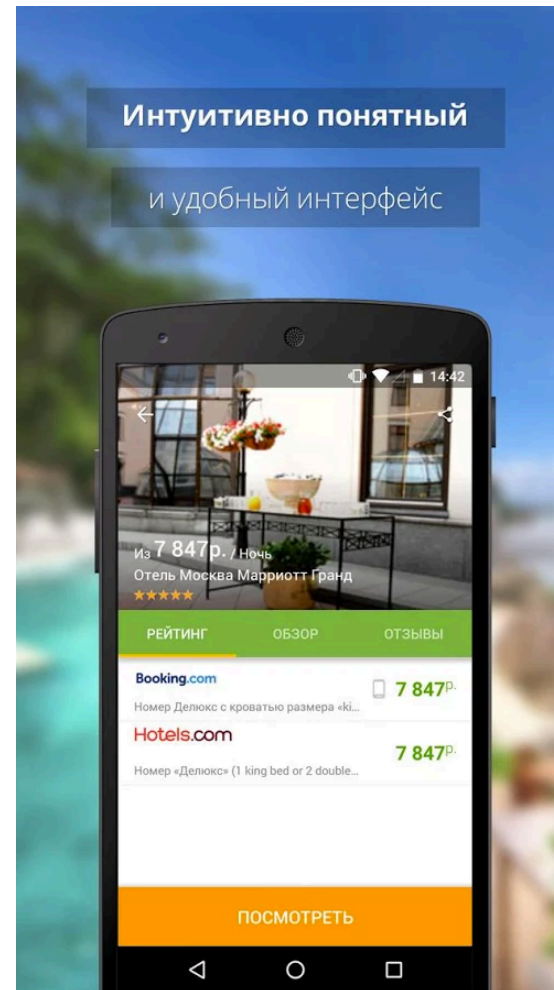 Интуитивно понятный
и удобный интерфейс
14:42
Из 7 847р. / Ночь
Отель Москва Марриотт Гранд
РЕЙТИНГ ОБЗОР ОТЗЫВЫ
Booking.com
7 847р.
Номер Делюкс с кроватью размера «ki...
Hotels.com
7 847р.
Номер «Делюкс» (1 king bed or 2 double...
ПОСМОТРЕТЬ